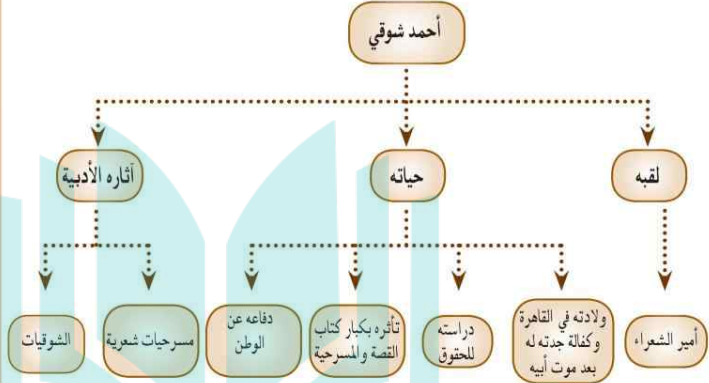 أحمد شوقي
لقبه
حياته
آثاره الأدبية
أمير الشعراء
ولادته في القاهرة
وكفالة جدته له
بعد موت أبيه
دراسته
للحقوق
تأثره بكبار كتاب
القصة والمسرحية
دفاعه عن
الوطن
مسرحيات شعرية
الشوقيات